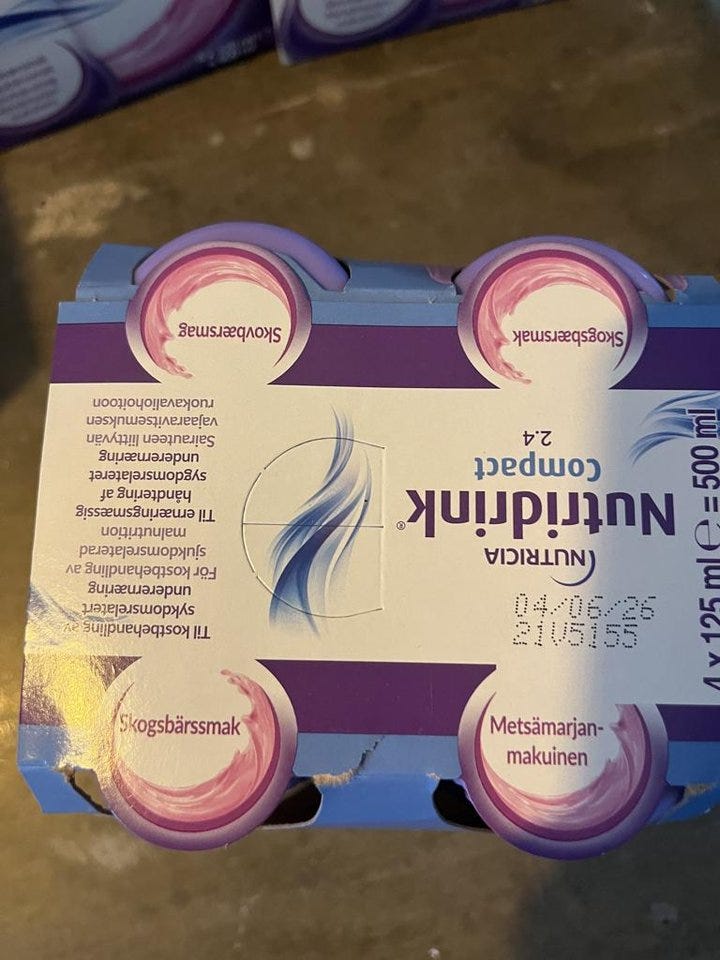 Skogsbærsmak
Skovbærsmag
NUTRICIA
Nutridrink®
Compact
2.4
4 x 125 ml ℮ = 500 ml
04/06/26
21V5155
Til kostbehandling av
sykdomsrelatert
underernæring
För kostbehandling av
sjukdomsrelaterad
malnutrition
Til ernæringsmæssig
håndtering af
sygdomsrelateret
underernæring
Sairauteen liittyvän
vajaaravitsemuksen
ruokavaliohoitoon
Skogsbärssmak
Metsämarjan-
makuinen